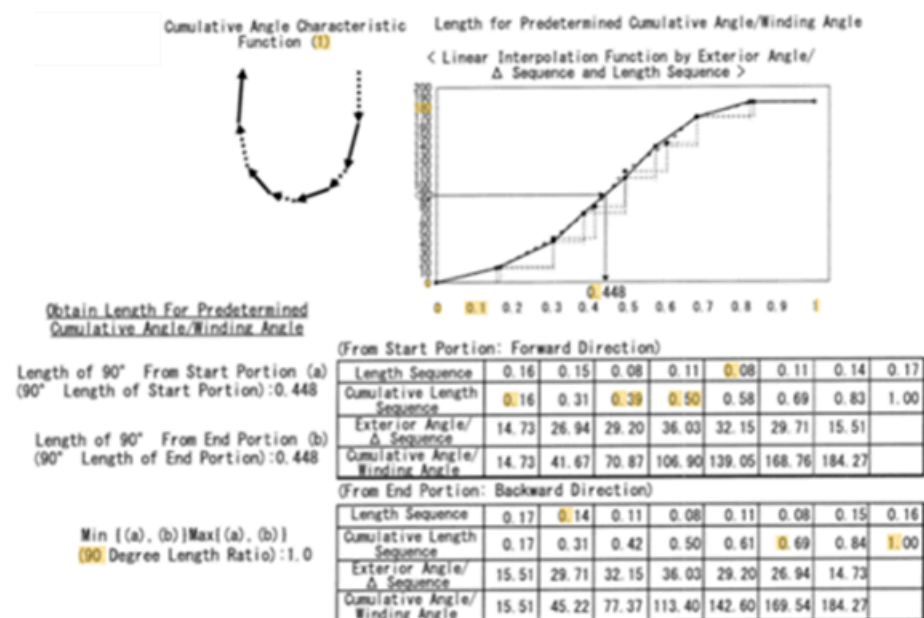 Cumulative Angle Characteristic
Function (1)
Length for Predetermined Cumulative Angle/Winding Angle
< Linear Interpolation Function by Exterior Angle/
Δ Sequence and Length Sequence >
200
190
180
0
0.448
0 0.1 0.2 0.3 0.4 0.5 0.6 0.7 0.8 0.9 1
Obtain Length For Predetermined
Cumulative Angle/Winding Angle
Length of 90° From Start Portion (a)
(90° Length of Start Portion):0.448
Length of 90° From End Portion (b)
(90° Length of End Portion):0.448
Min {(a), (b)}Max{(a), (b)}
(90 Degree Length Ratio):1.0
(From Start Portion: Forward Direction)
Length Sequence 0.16 0.15 0.08 0.11 0.08 0.11 0.14 0.17
Cumulative Length
Sequence 0.16 0.31 0.39 0.50 0.58 0.69 0.83 1.00
Exterior Angle/
Δ Sequence 14.73 26.94 29.20 36.03 32.15 29.71 15.51
Cumulative Angle/
Winding Angle 14.73 41.67 70.87 106.90 139.05 168.76 184.27
(From End Portion: Backward Direction)
Length Sequence 0.17 0.14 0.11 0.08 0.11 0.08 0.15 0.16
Cumulative Length
Sequence 0.17 0.31 0.42 0.50 0.61 0.69 0.84 1.00
Exterior Angle/
Δ Sequence 15.51 29.71 32.15 36.03 29.20 26.94 14.73
Cumulative Angle/
Winding Angle 15.51 45.22 77.37 113.40 142.60 169.54 184.27